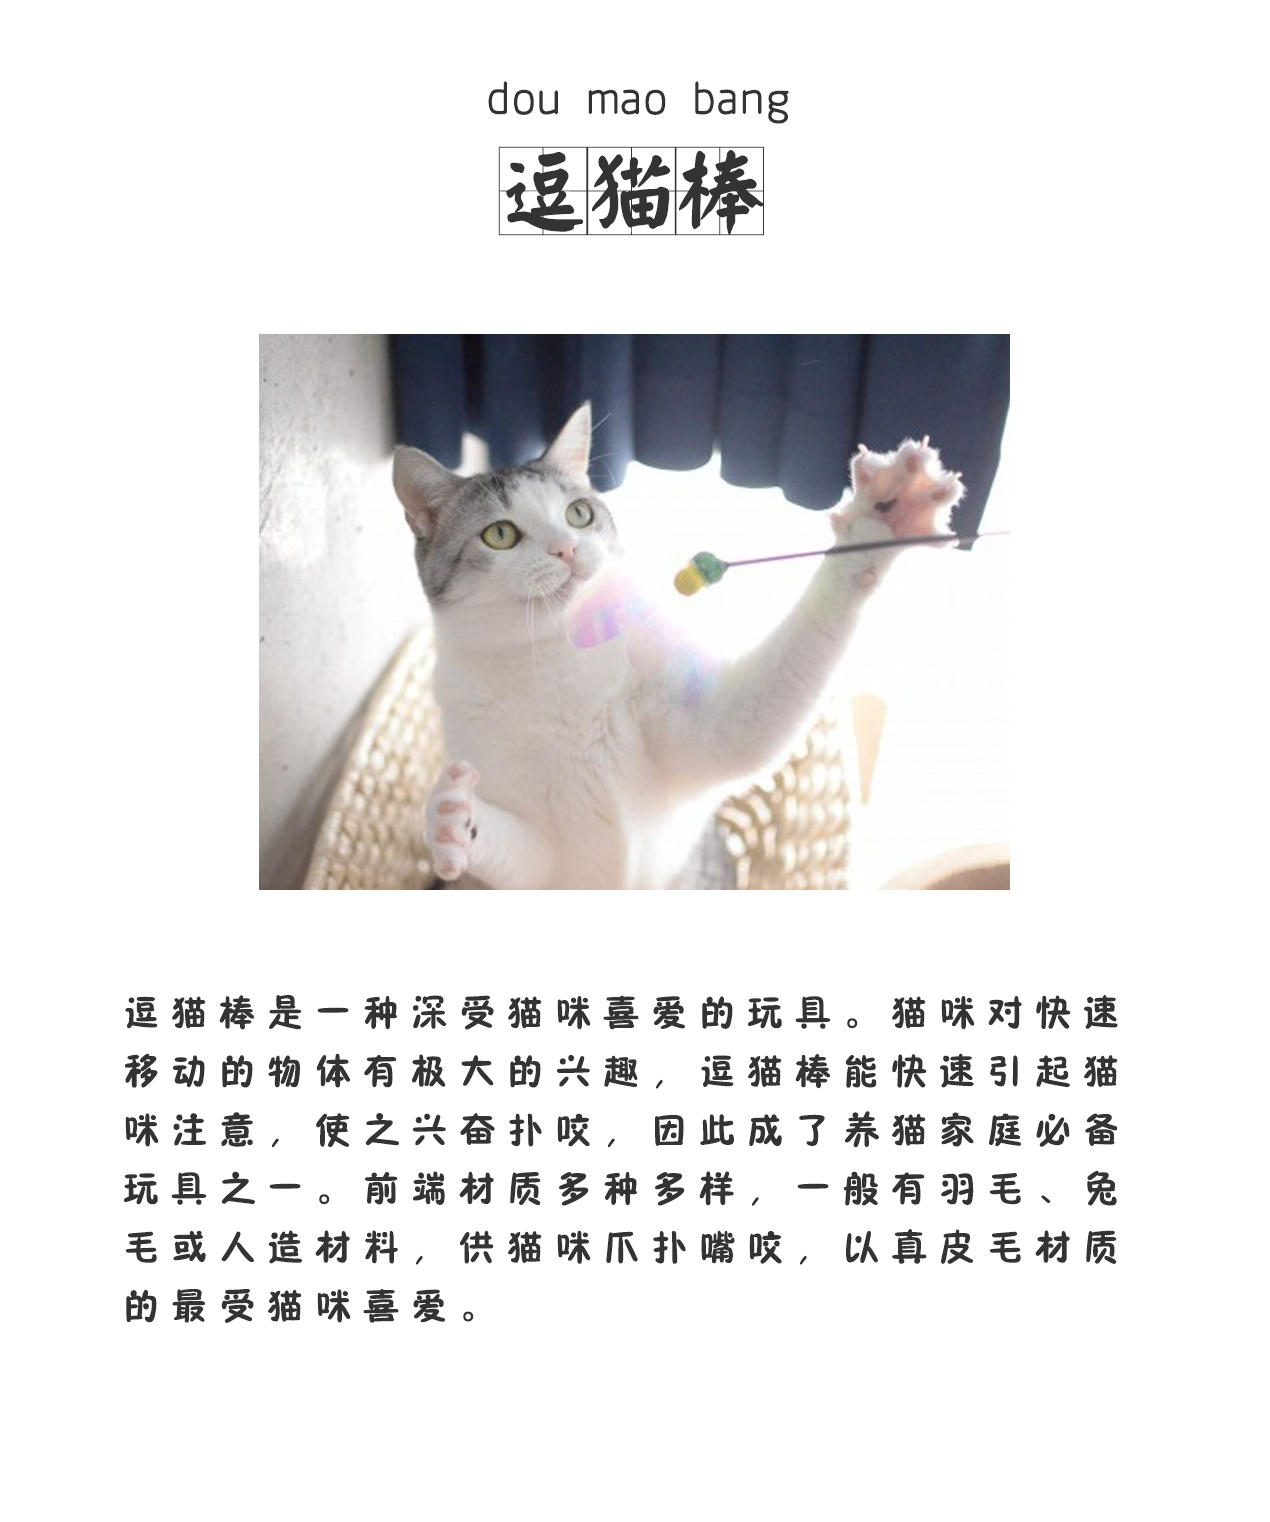 dou mao bang
逗猫棒
逗猫棒是一种深受猫咪喜爱的玩具。猫咪对快速
移动的物体有极大的兴趣，逗猫棒能快速引起猫
咪注意，使之兴奋扑咬，因此成了养猫家庭必备
玩具之一。前端材质多种多样，一般有羽毛、兔
毛或人造材料，供猫咪爪扑嘴咬，以真皮毛材质
的最受猫咪喜爱。